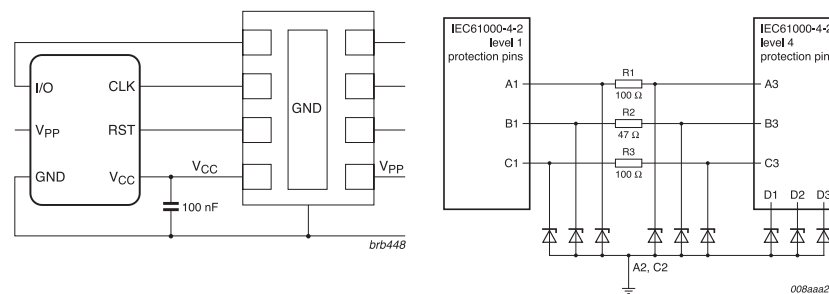 I/O
CLK
VPP
RST
GND
VCC
VCC
100 nF
GND
VPP
brb448
IEC61000-4-2
level 1
protection pins
A1
B1
C1
R1
100 Ω
R2
47 Ω
R3
100 Ω
IEC61000-4-2
level 4
protection pin
A3
B3
C3
D1 D2 D3
A2, C2
008aaa2